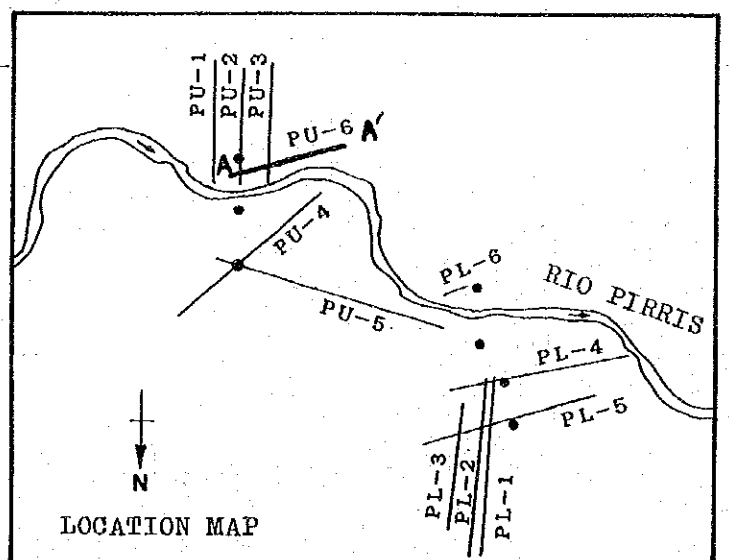 PU-1
PU-2
PU-3
PU-6
A
A'
PU-4
PU-5
PL-6
RIO PIRRIS
PL-4
PL-5
PL-3
PL-2
PL-1
N
LOCATION MAP